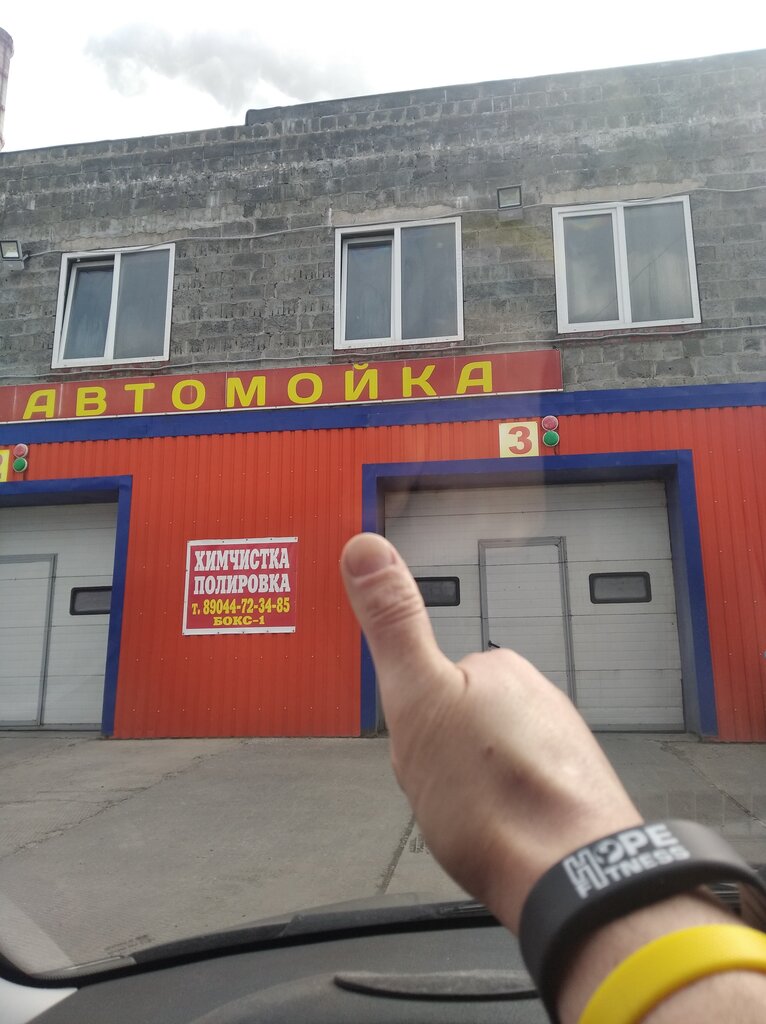 АВТОМОЙКА
3
ХИМЧИСТКА
ПОЛИРОВКА
т. 89044-72-34-85
БОКС-1
HOPE
FITNESS